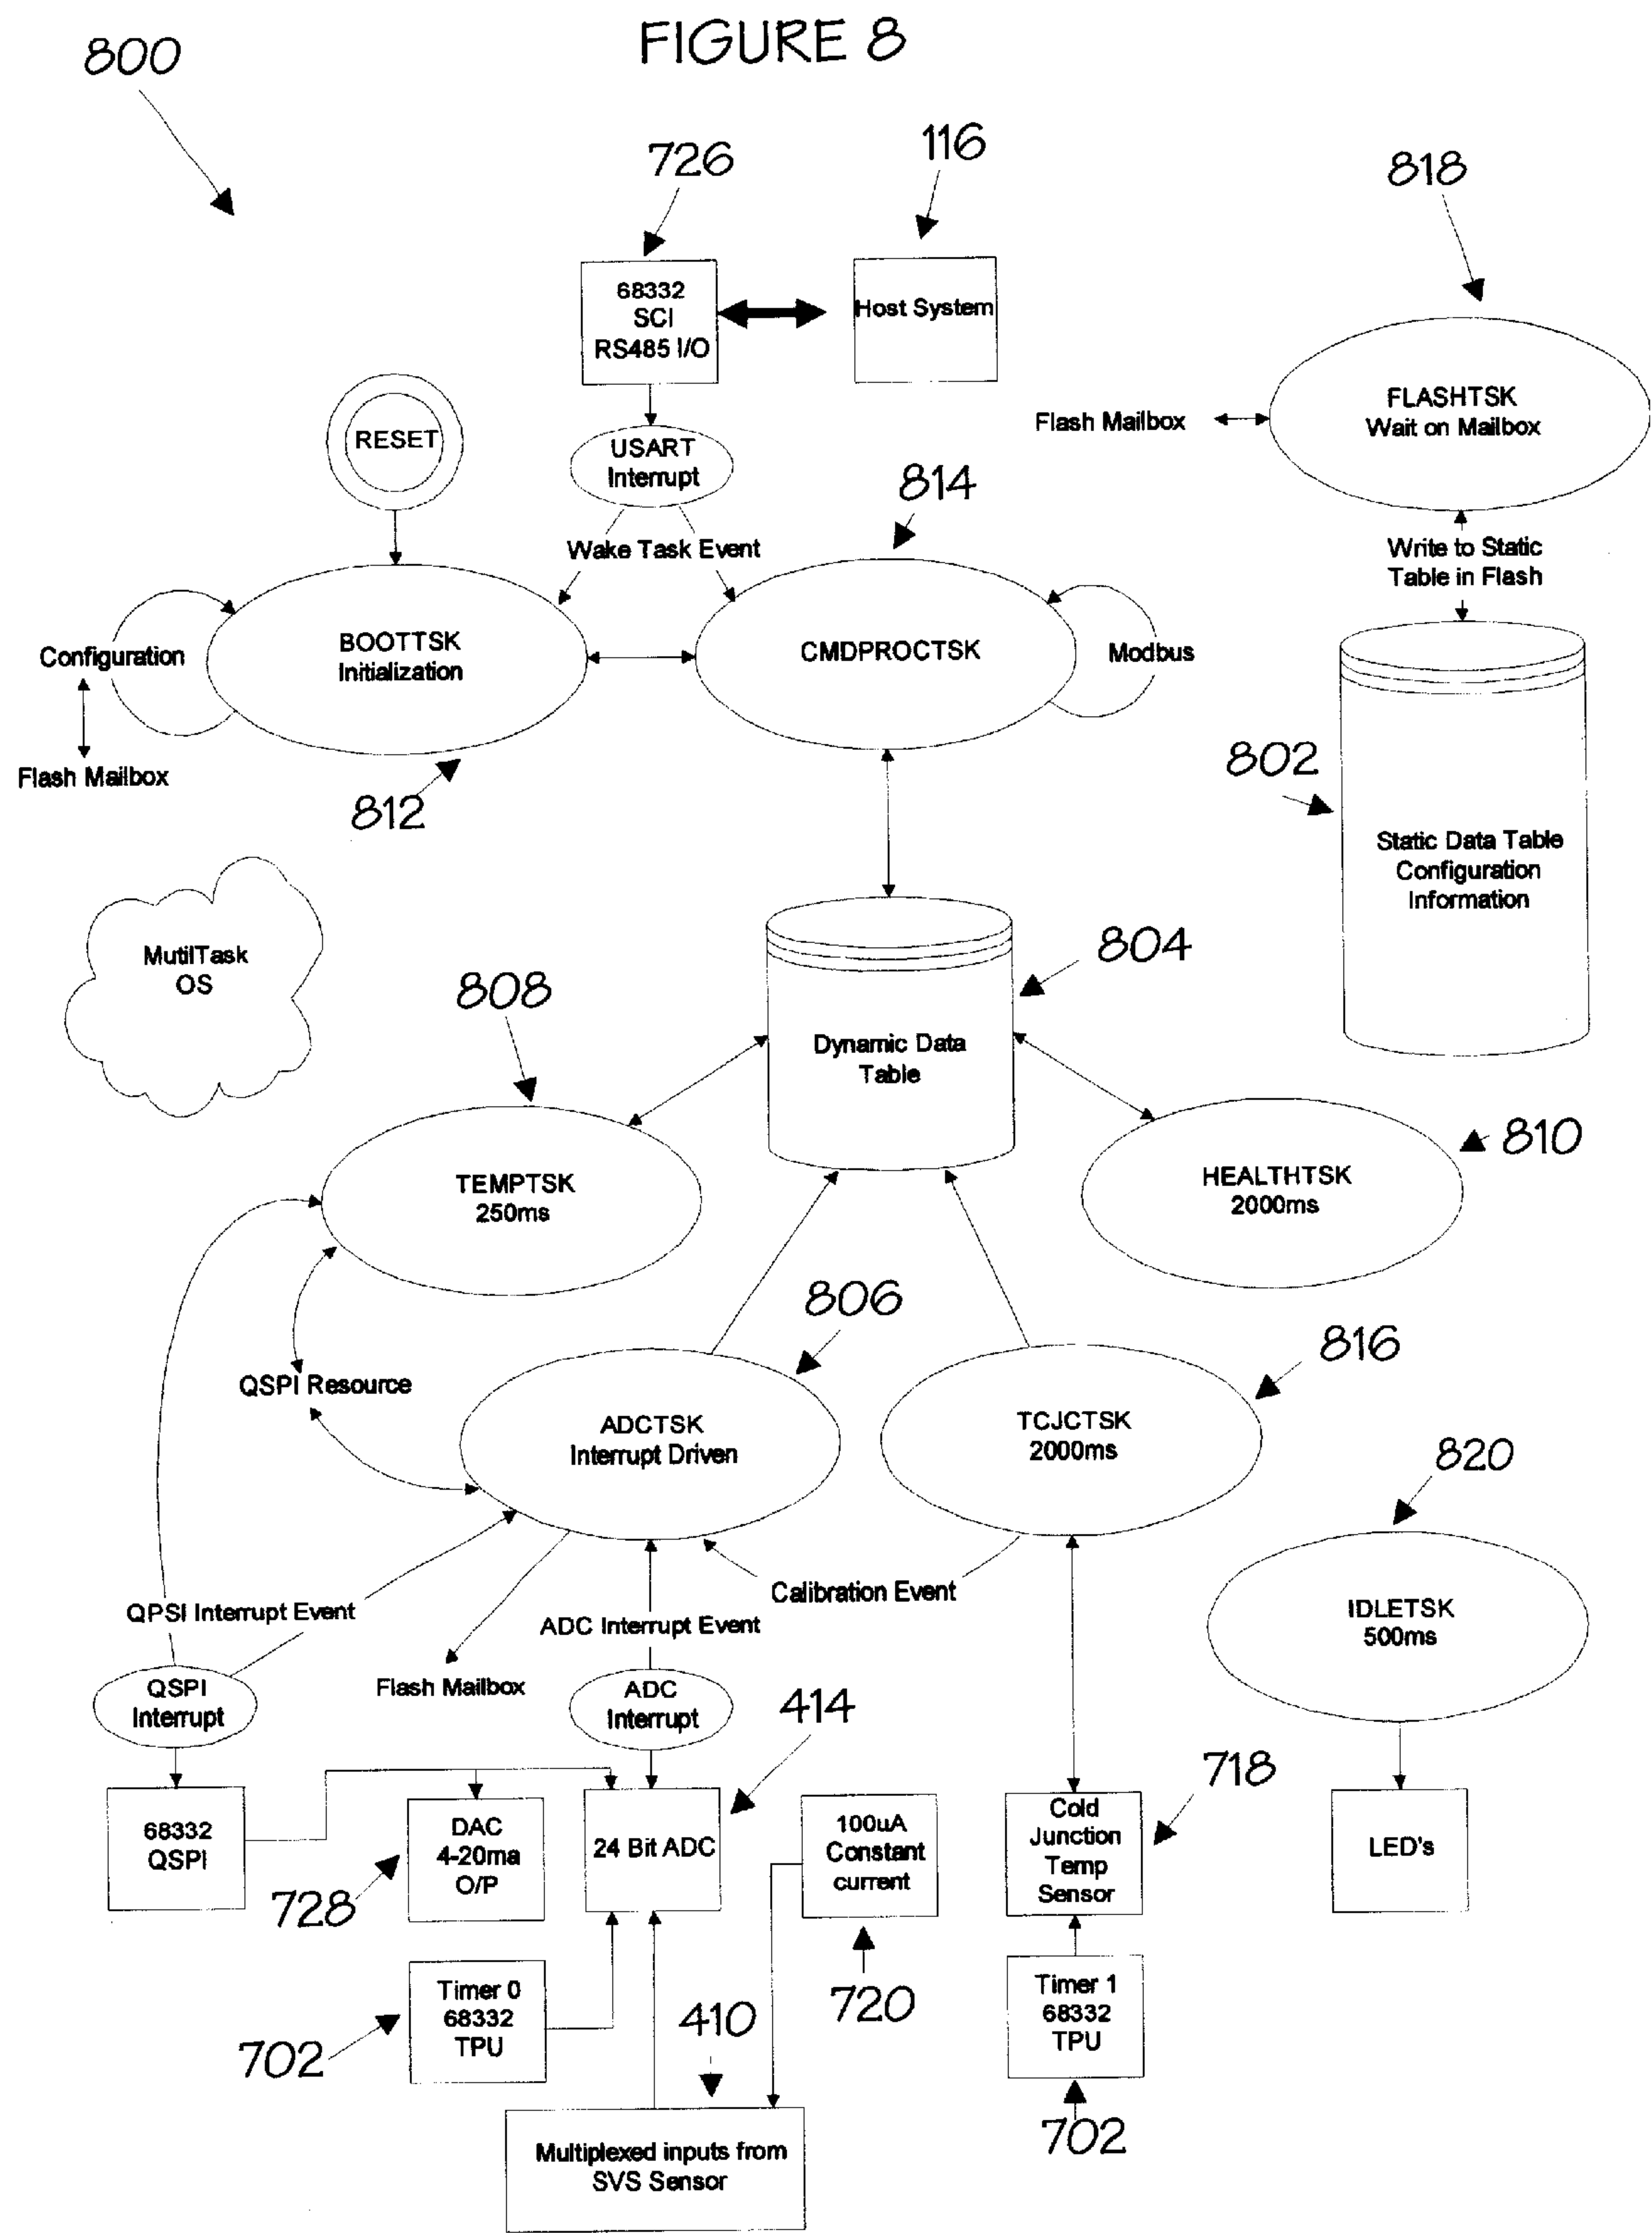 FIGURE 8
800
726
116
818
68332
SCI
RS485 I/O
Host System
FLASHTSK
Wait on Mailbox
Flash Mailbox
RESET
USART
Interrupt
814
Wake Task Event
Write to Static
Table in Flash
Configuration
BOOTTSK
Initialization
CMDPROCTSK
Modbus
Flash Mailbox
812
802
Static Data Table
Configuration
Information
MutilTask
OS
804
808
Dynamic Data
Table
TEMPTSK
250ms
HEALTHTSK
2000ms
810
806
816
QSPI Resource
ADCTSK
Interrupt Driven
TCJCTSK
2000ms
820
QPSI Interrupt Event
Calibration Event
ADC Interrupt Event
IDLETSK
500ms
QSPI
Interrupt
Flash Mailbox
ADC
Interrupt
414
718
68332
QSPI
DAC
4-20ma
O/P
728
24 Bit ADC
100uA
Constant
current
Cold
Junction
Temp
Sensor
LED's
Timer 0
68332
TPU
702
410
720
Timer 1
68332
TPU
702
Multiplexed inputs from
SVS Sensor